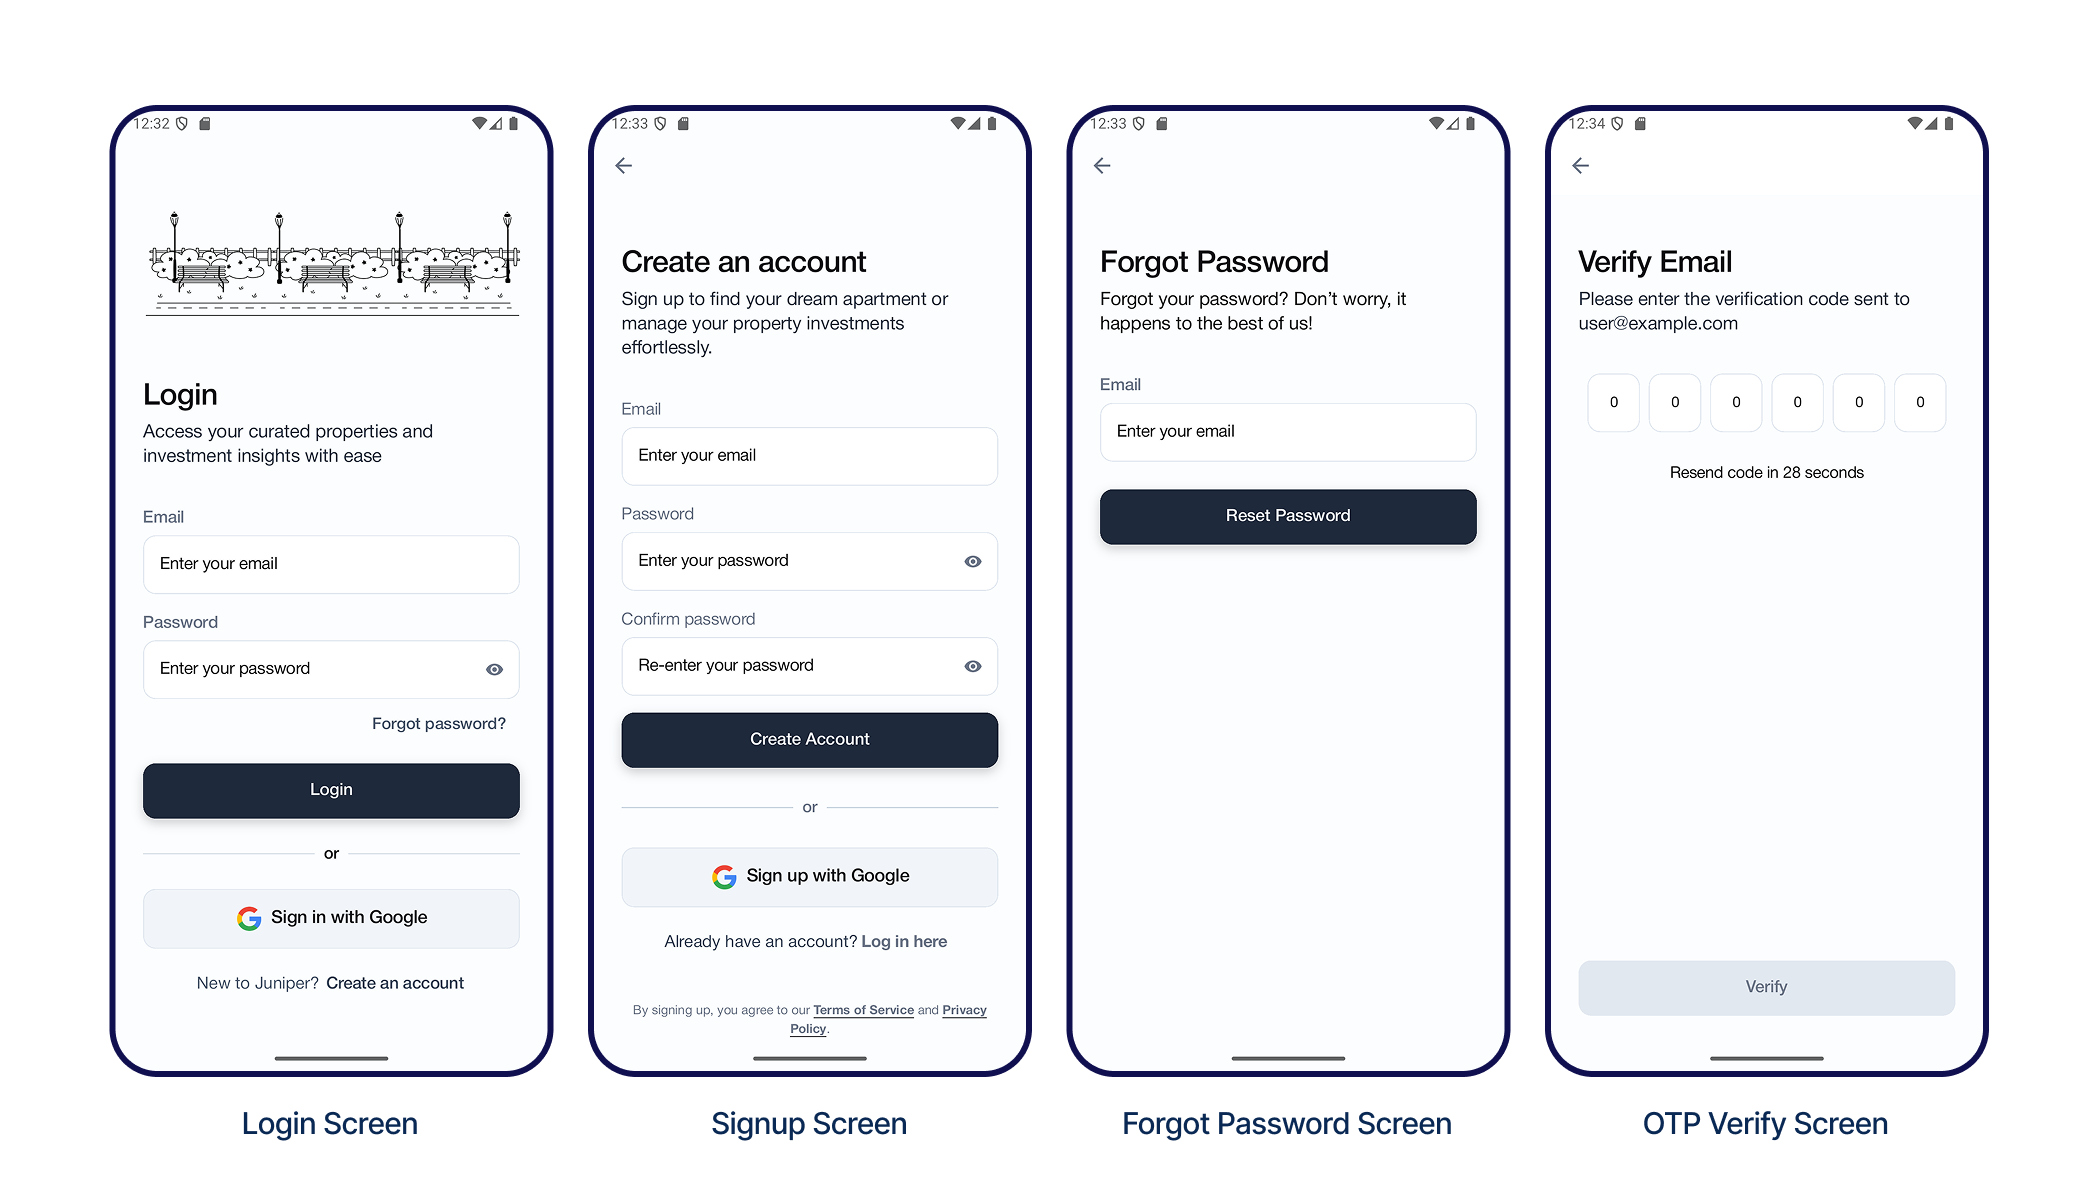 12:32
Login
Access your curated properties and
investment insights with ease
Email
Enter your email
Password
Enter your password
Forgot password?
Login
or
Sign in with Google
New to Juniper? Create an account
Login Screen
12:33
Create an account
Sign up to find your dream apartment or
manage your property investments
effortlessly.
Email
Enter your email
Password
Enter your password
Confirm password
Re-enter your password
Create Account
or
Sign up with Google
Already have an account? Log in here
By signing up, you agree to our Terms of Service and Privacy
Policy.
Signup Screen
12:33
Forgot Password
Forgot your password? Don’t worry, it
happens to the best of us!
Email
Enter your email
Reset Password
Forgot Password Screen
12:34
Verify Email
Please enter the verification code sent to
user@example.com
0 0 0 0 0 0
Resend code in 28 seconds
Verify
OTP Verify Screen